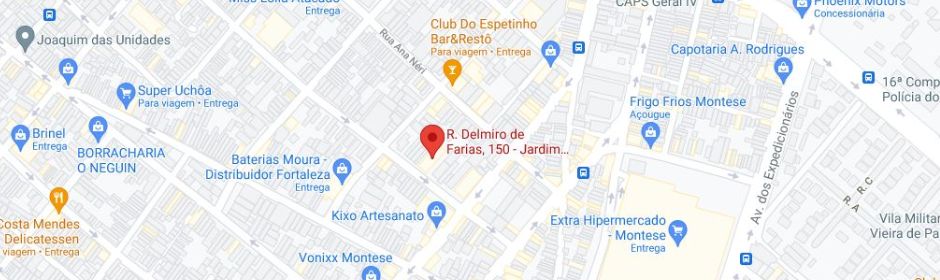 Miss Leila Atacado
Entrega
Joaquim das Unidades
Rua Ana Néri
Club Do Espetinho
Bar&Restô
Para viagem • Entrega
CAPS Geral IV
Phoenix Motors
Concessionária
Capotaria A. Rodrigues
16ª Comp
Polícia do
Super Uchôa
Para viagem • Entrega
Frigo Frios Montese
Açougue
Brinel
Entrega
BORRACHARIA
O NEGUIN
R. Delmiro de
Farias, 150 - Jardim...
Baterias Moura -
Distribuidor Fortaleza
Entrega
Av. dos Expedicionários
R. C
R. A
Costa Mendes
Delicatessen
viagem • Entrega
Kixo Artesanato
Extra Hipermercado
- Montese
Entrega
Vila Militar
Vieira de Pa
Vonixx Montese